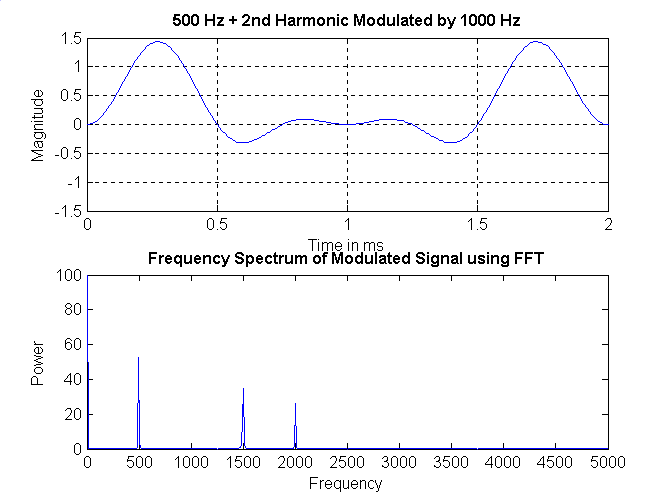 500 Hz + 2nd Harmonic Modulated by 1000 Hz
1.5
1
0.5
0
-0.5
-1
-1.5
Magnitude
0 0.5 1 1.5 2
Time in ms
Frequency Spectrum of Modulated Signal using FFT
100
80
60
40
20
0
Power
0 500 1000 1500 2000 2500 3000 3500 4000 4500 5000
Frequency